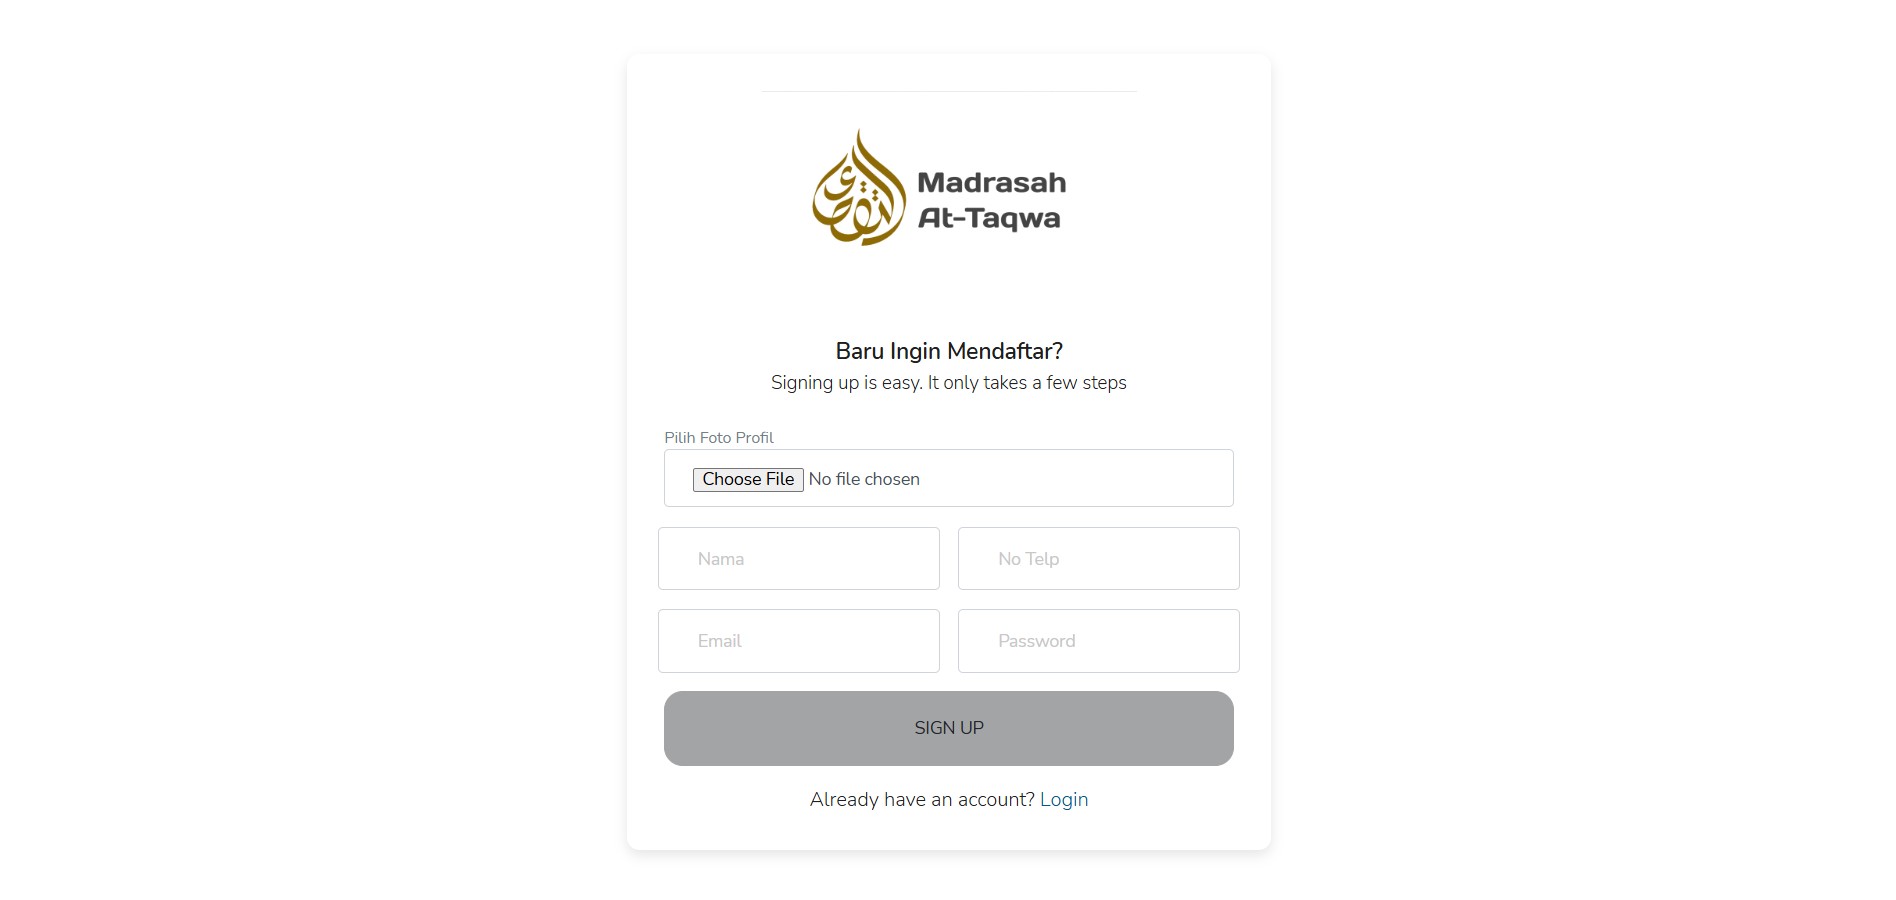 التقوى
Madrasah
At-Taqwa
Baru Ingin Mendaftar?
Signing up is easy. It only takes a few steps
Pilih Foto Profil
Choose File No file chosen
Nama
No Telp
Email
Password
SIGN UP
Already have an account? Login